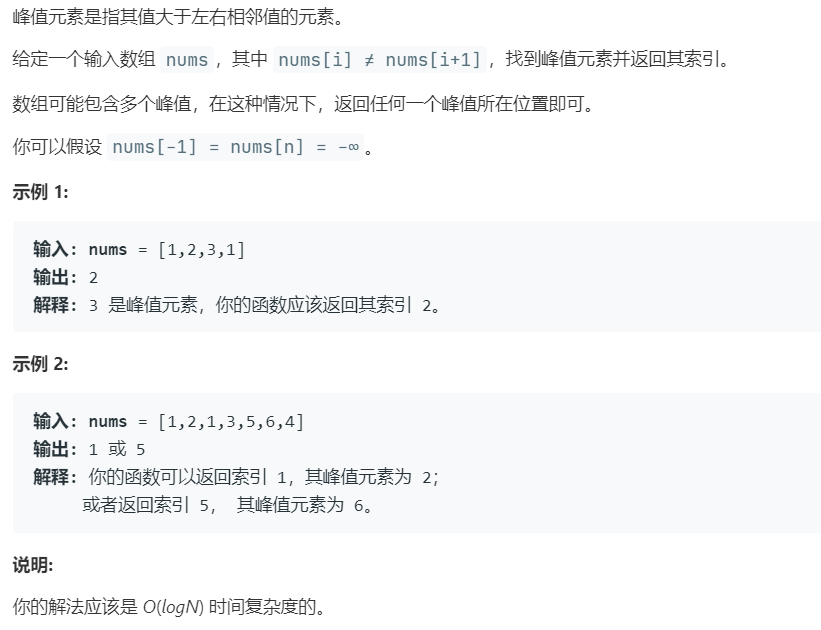 峰值元素是指其值大于左右相邻值的元素。
给定一个输入数组 nums，其中 nums[i] ≠ nums[i+1]，找到峰值元素并返回其索引。
数组可能包含多个峰值，在这种情况下，返回任何一个峰值所在位置即可。
你可以假设 nums[-1] = nums[n] = -∞。
示例 1:
输入: nums = [1,2,3,1]
输出: 2
解释: 3 是峰值元素，你的函数应该返回其索引 2。
示例 2:
输入: nums = [1,2,1,3,5,6,4]
输出: 1 或 5
解释: 你的函数可以返回索引 1，其峰值元素为 2；
或者返回索引 5， 其峰值元素为 6。
说明:
你的解法应该是 O(logN) 时间复杂度的。